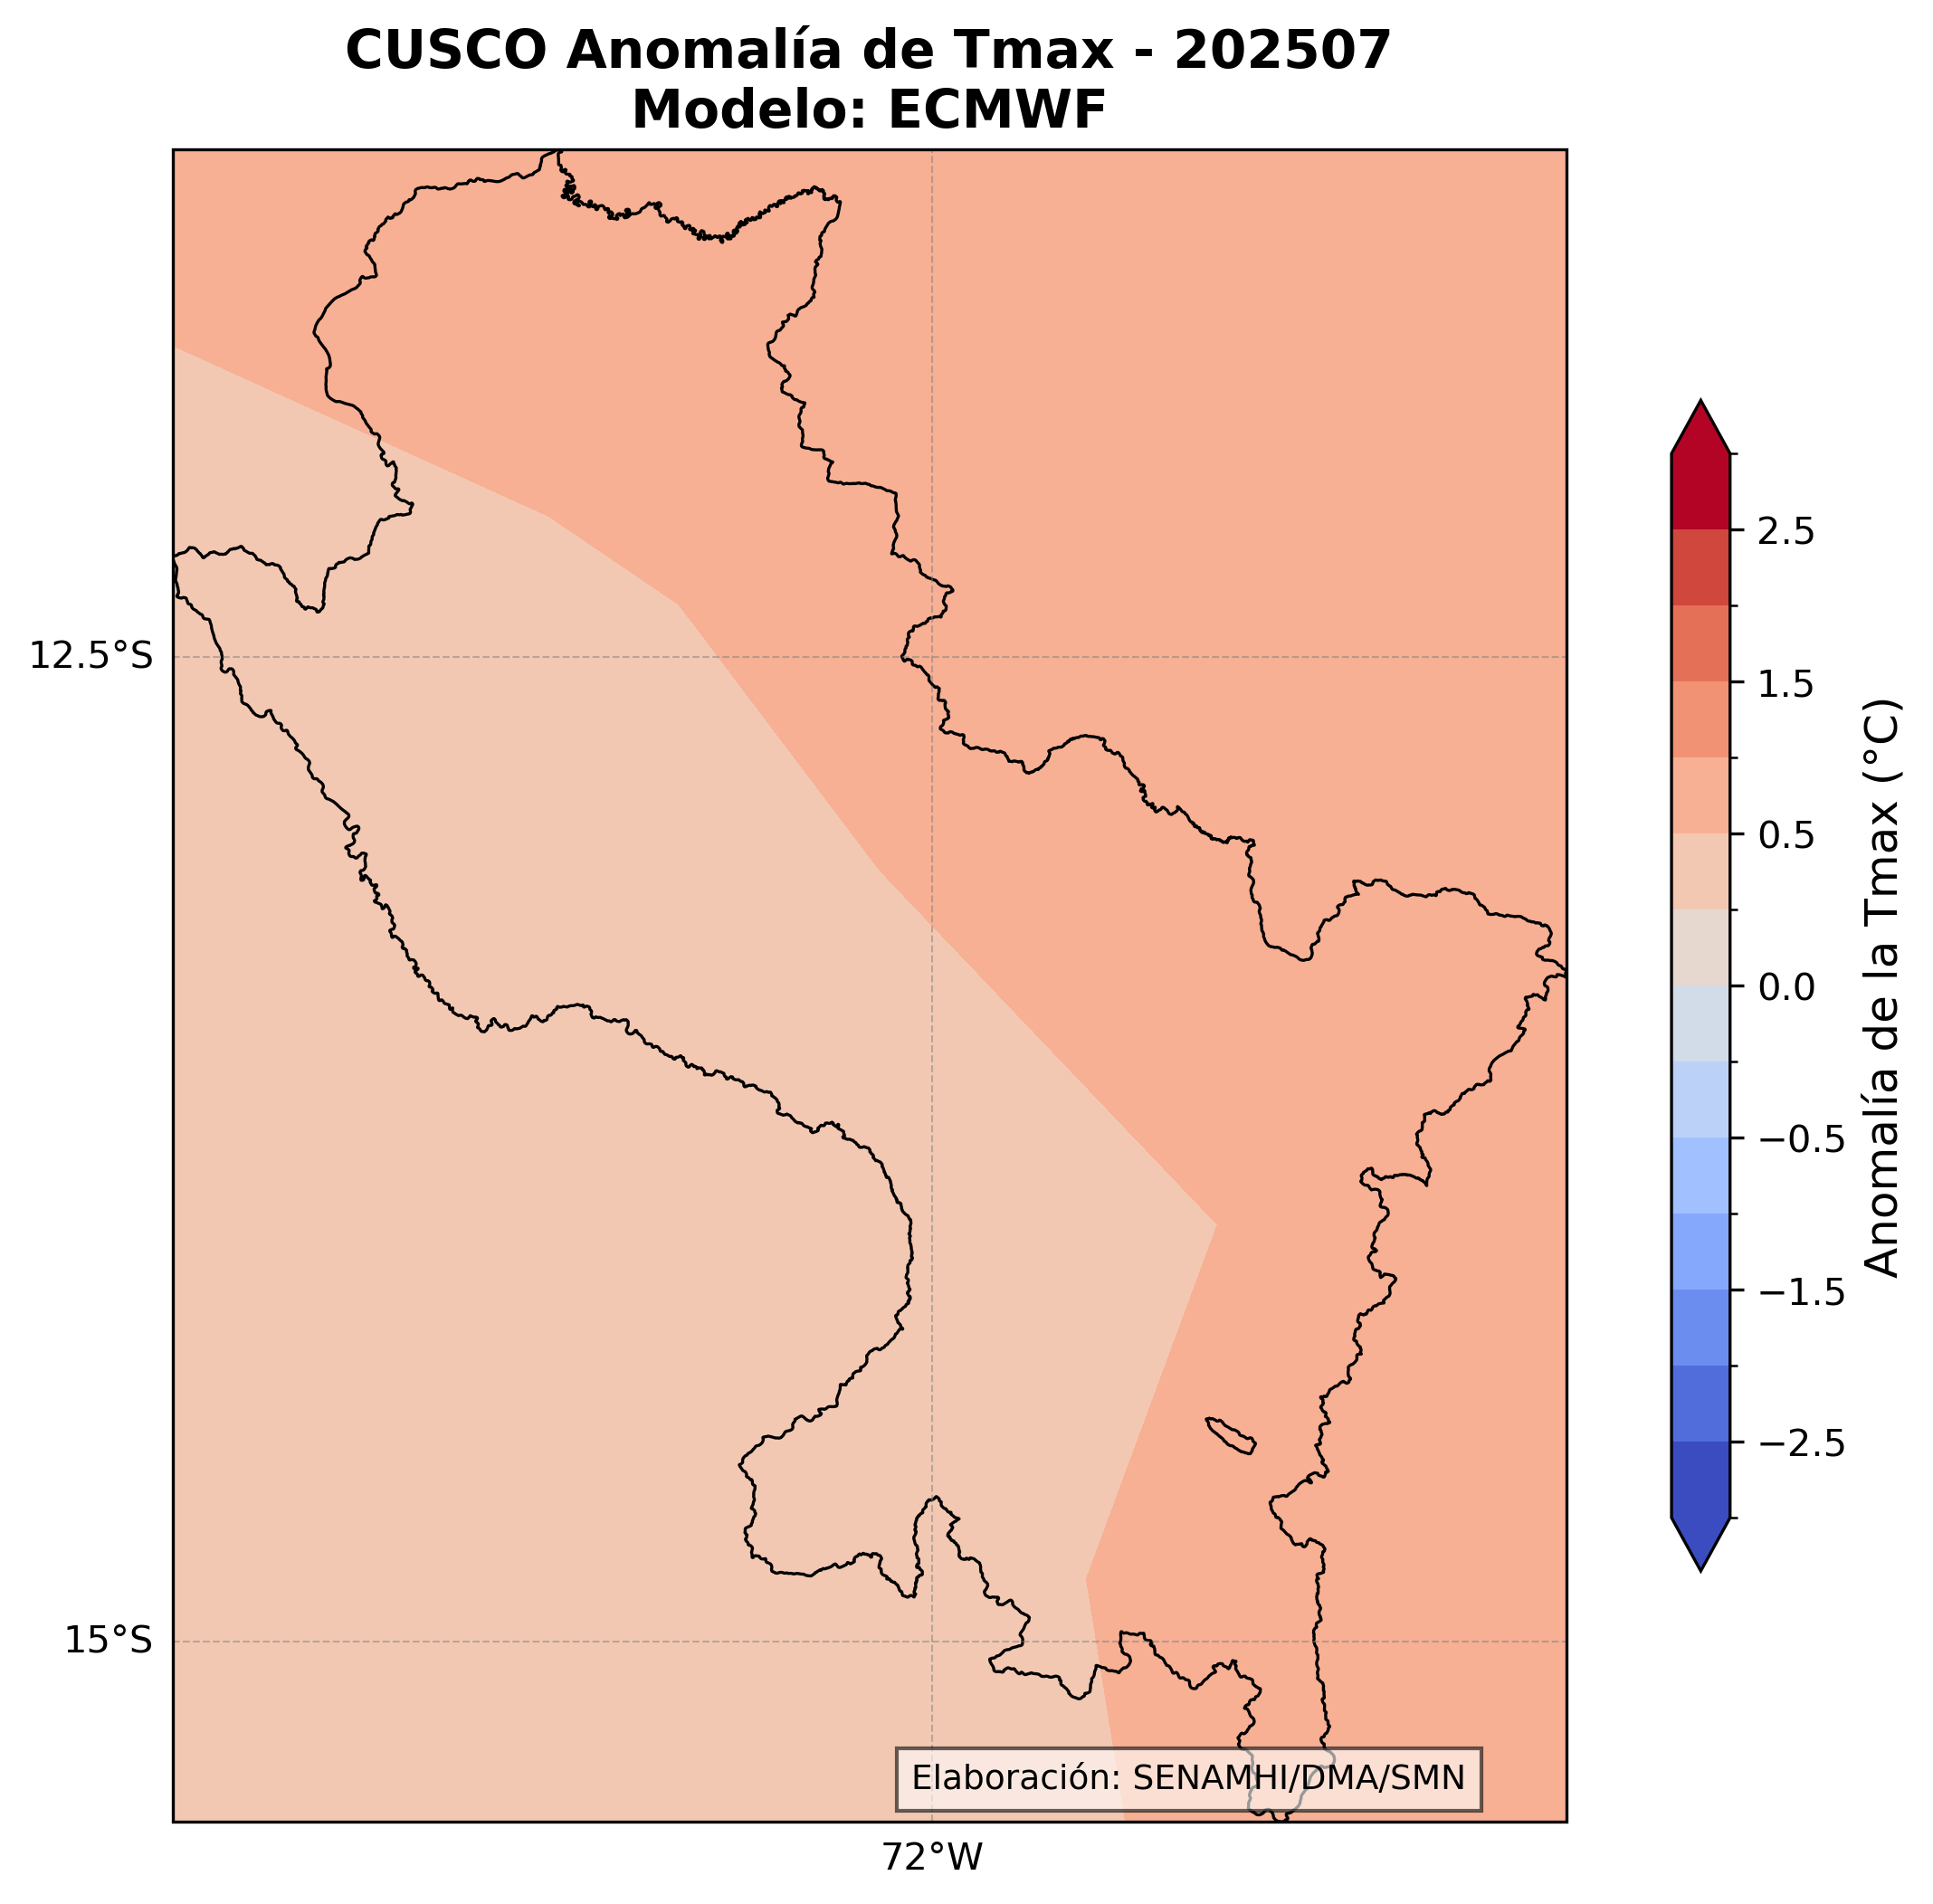 CUSCO Anomalía de Tmax - 202507
Modelo: ECMWF
12.5°S
15°S
72°W
Elaboración: SENAMHI/DMA/SMN
2.5
1.5
0.5
0.0
−0.5
−1.5
−2.5
Anomalía de la Tmax (°C)